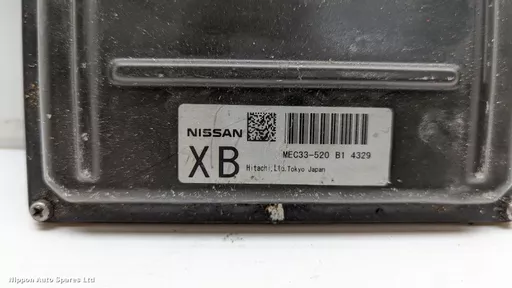 NISSAN
XB
MEC33-520 B1 4329
Hitachi,Ltd.Tokyo Japan
Nippon Auto Spares Ltd